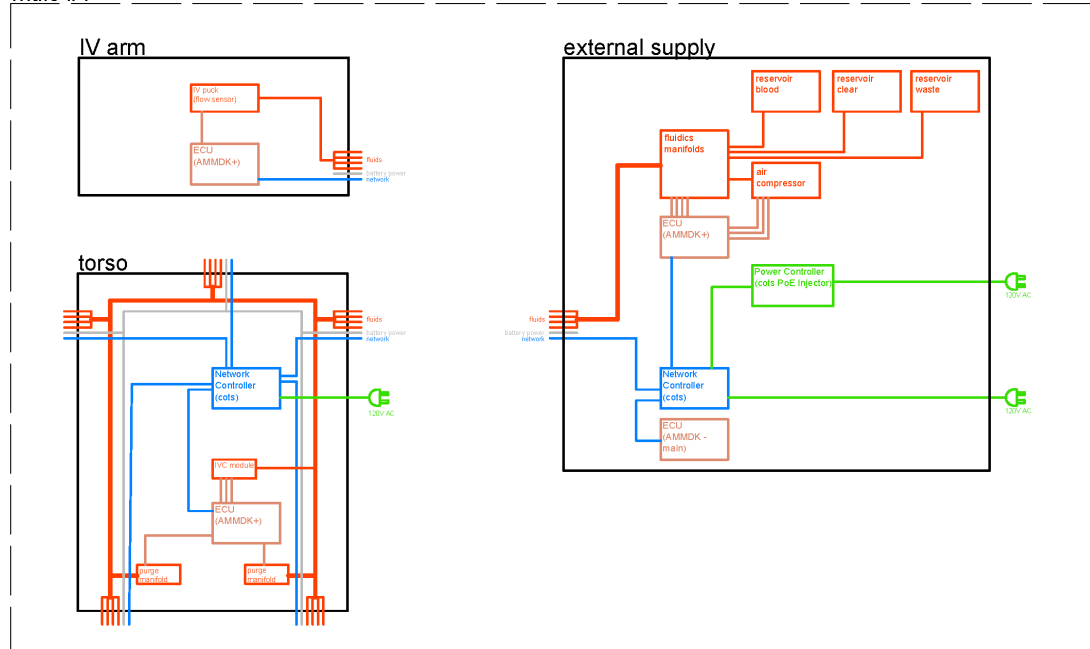 IV arm
IV puck
(flow sensor)
ECU
(AMMDK+)
fluids
battery power
network
external supply
reservoir
blood
reservoir
clear
reservoir
waste
fluidics
manifolds
air
compressor
ECU
(AMMDK+)
Power Controller
(cots PoE Injector)
120V AC
fluids
battery power
network
Network
Controller
(cots)
120V AC
ECU
(AMMDK -
main)
torso
fluids
battery power
network
Network
Controller
(cots)
120V AC
IVC module
ECU
(AMMDK+)
purge
manifold
purge
manifold